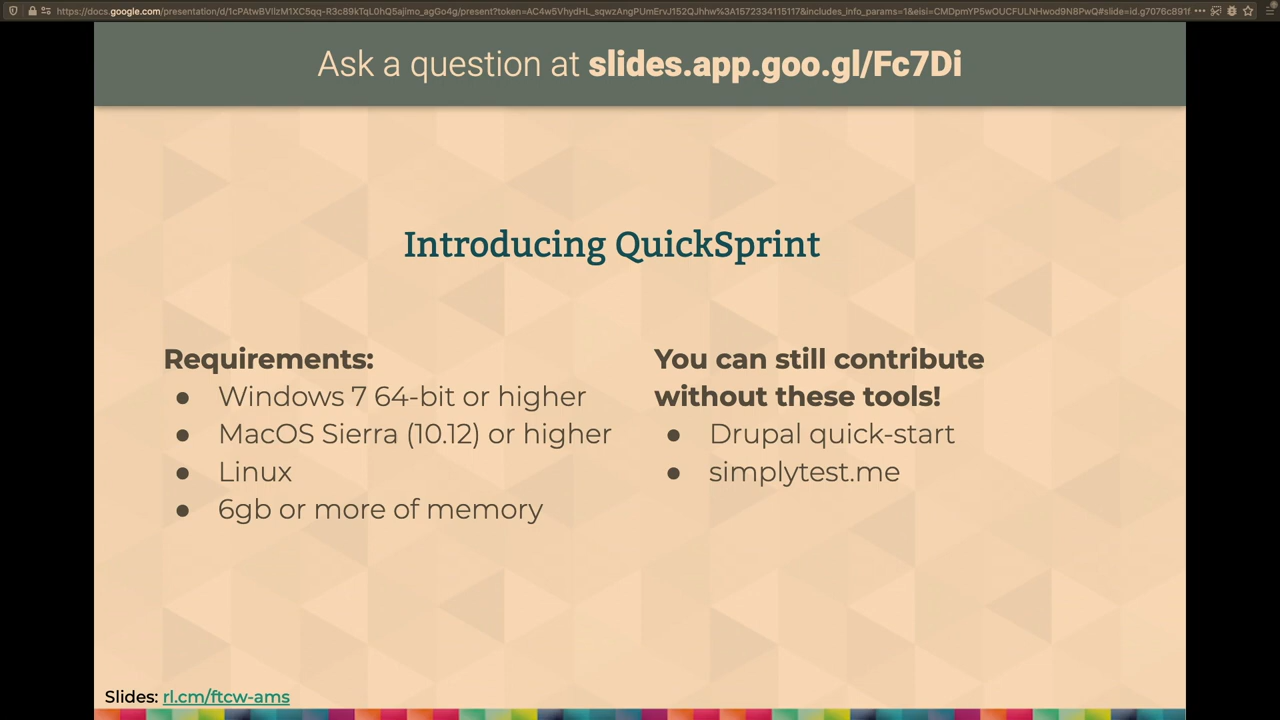 Ask a question at slides.app.goo.gl/Fc7Di
Introducing QuickSprint
Requirements:
● Windows 7 64-bit or higher
● MacOS Sierra (10.12) or higher
● Linux
● 6gb or more of memory
You can still contribute
without these tools!
● Drupal quick-start
● simplytest.me
Slides: rl.cm/ftcw-ams